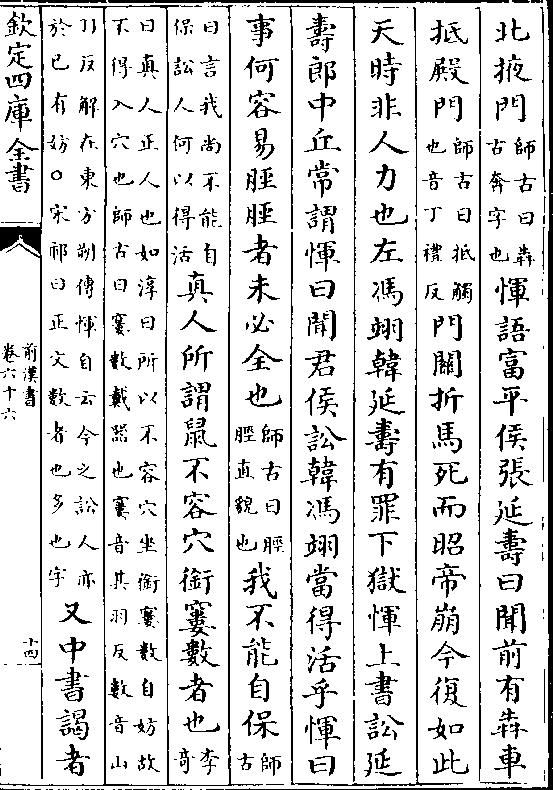 北掖門師古曰犇古奔字也惲語富平侯張延壽曰聞前有犇車
抵殿門師古曰抵觸也音丁禮反門關折馬死而昭帝崩今復如此
天時非人力也左馮翊韓延壽有罪下獄惲上書訟延
壽郎中丘常謂惲曰聞君侯訟韓馮翊當得活乎惲曰
事何容易脛脛者未必全也師古曰脛脛直貌也我不能自保師古
曰言我尚不能自保訟人何以得活真人所謂鼠不容穴銜窶數者也李奇
曰真人正人也如淳曰所以不容穴坐銜窶數自妨故
不得入穴也師古曰窶數戴器也窶音其羽反數音山
羽反解在東方朔傳惲自云今之訟人亦於已有妨○宋祁曰正文數者也多也字又中書謁者
欽定四庫全書
前漢書
卷六十六
十四